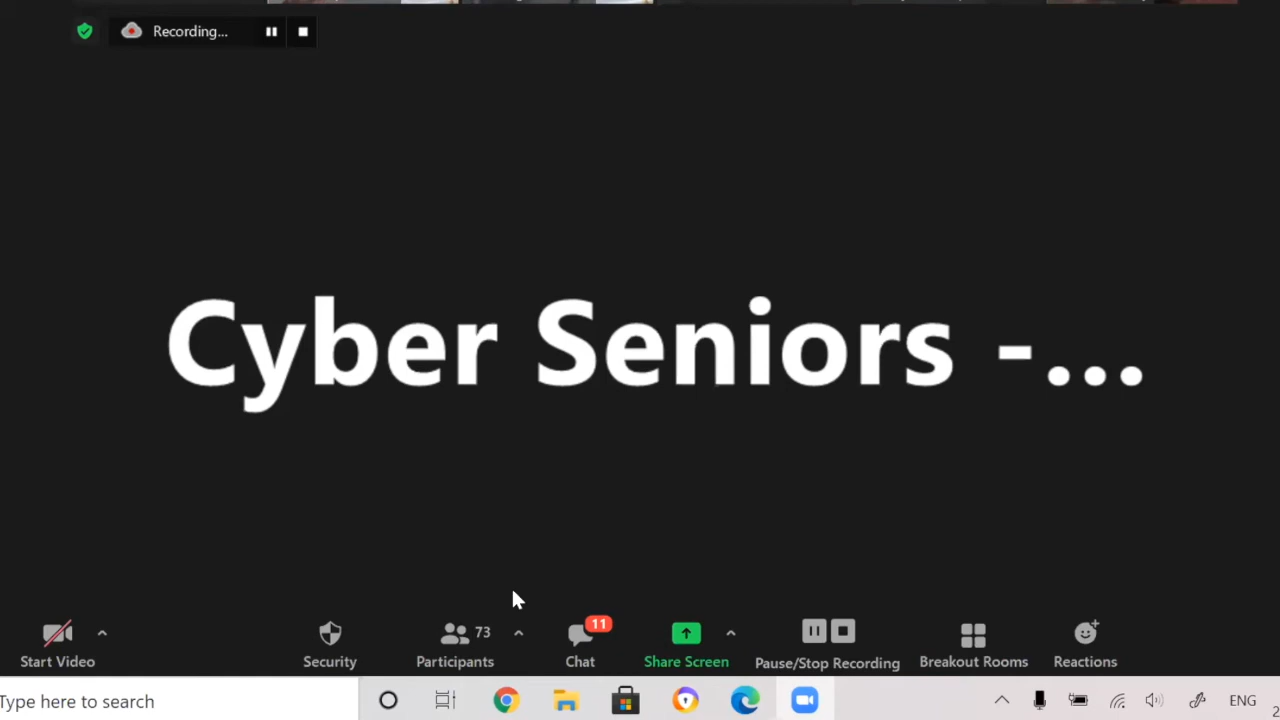 Recording...
Cyber Seniors -...
73
11
Start Video
Security
Participants
Chat
Share Screen
Pause/Stop Recording
Breakout Rooms
Reactions
Type here to search
ENG